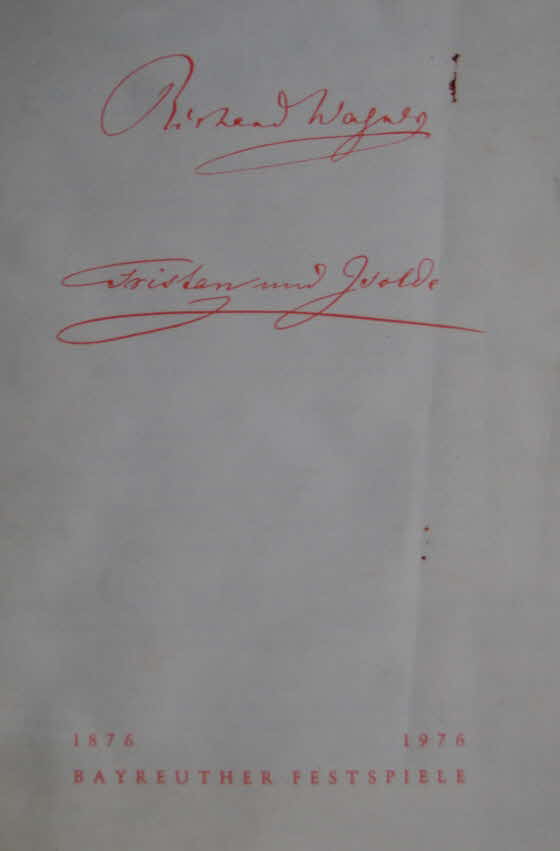 Richard Wagner
Tristan und Isolde
1876 1976
BAYREUTHER FESTSPIELE